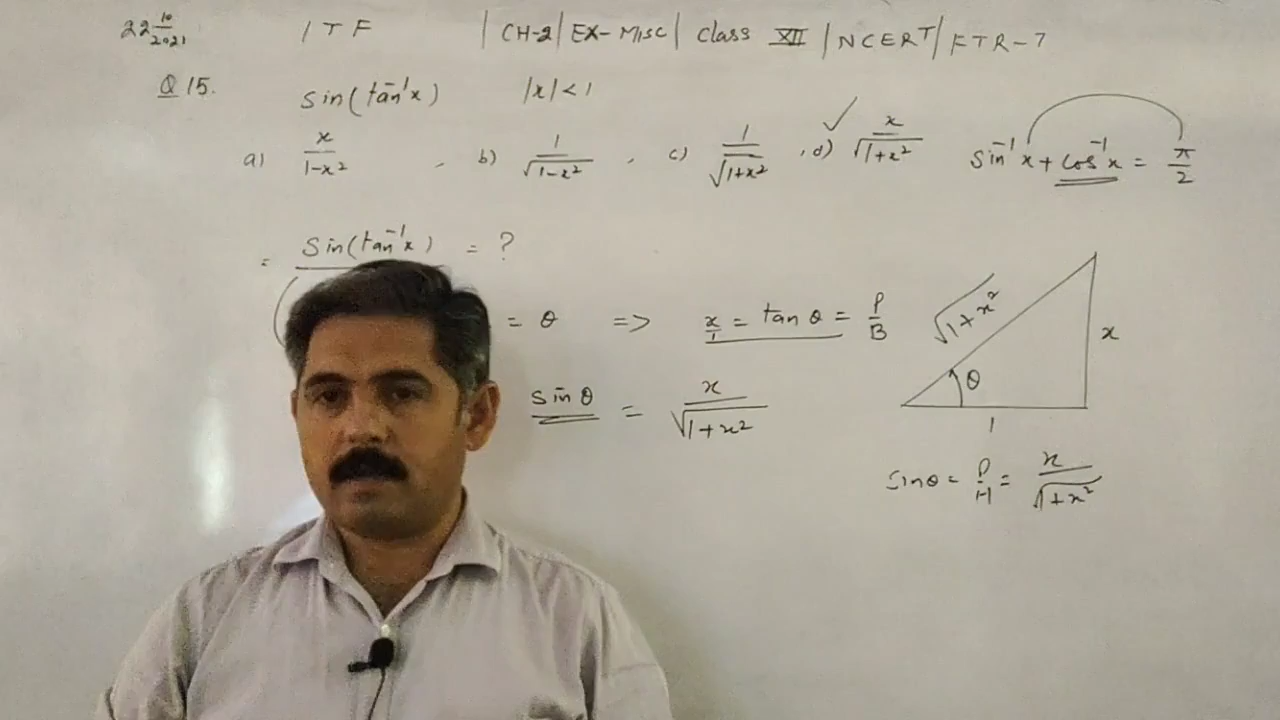 22 10/2021 ITF | CH-2 | EX- Misc | Class XII | NCERT | FTR-7
Q 15. sin(tan⁻¹x) |x| < 1
a) x/(1-x²) , b) 1/√(1-x²) , c) 1/√(1+x²) , d) ✓ x/√(1+x²)
sin⁻¹x + cos⁻¹x = π/2
= sin(tan⁻¹x) = ?
= θ => x/1 = tan θ = P/B
sin θ = x/√(1+x²)
√(1+x²)
x
θ
1
sinθ = P/H = x/√(1+x²)